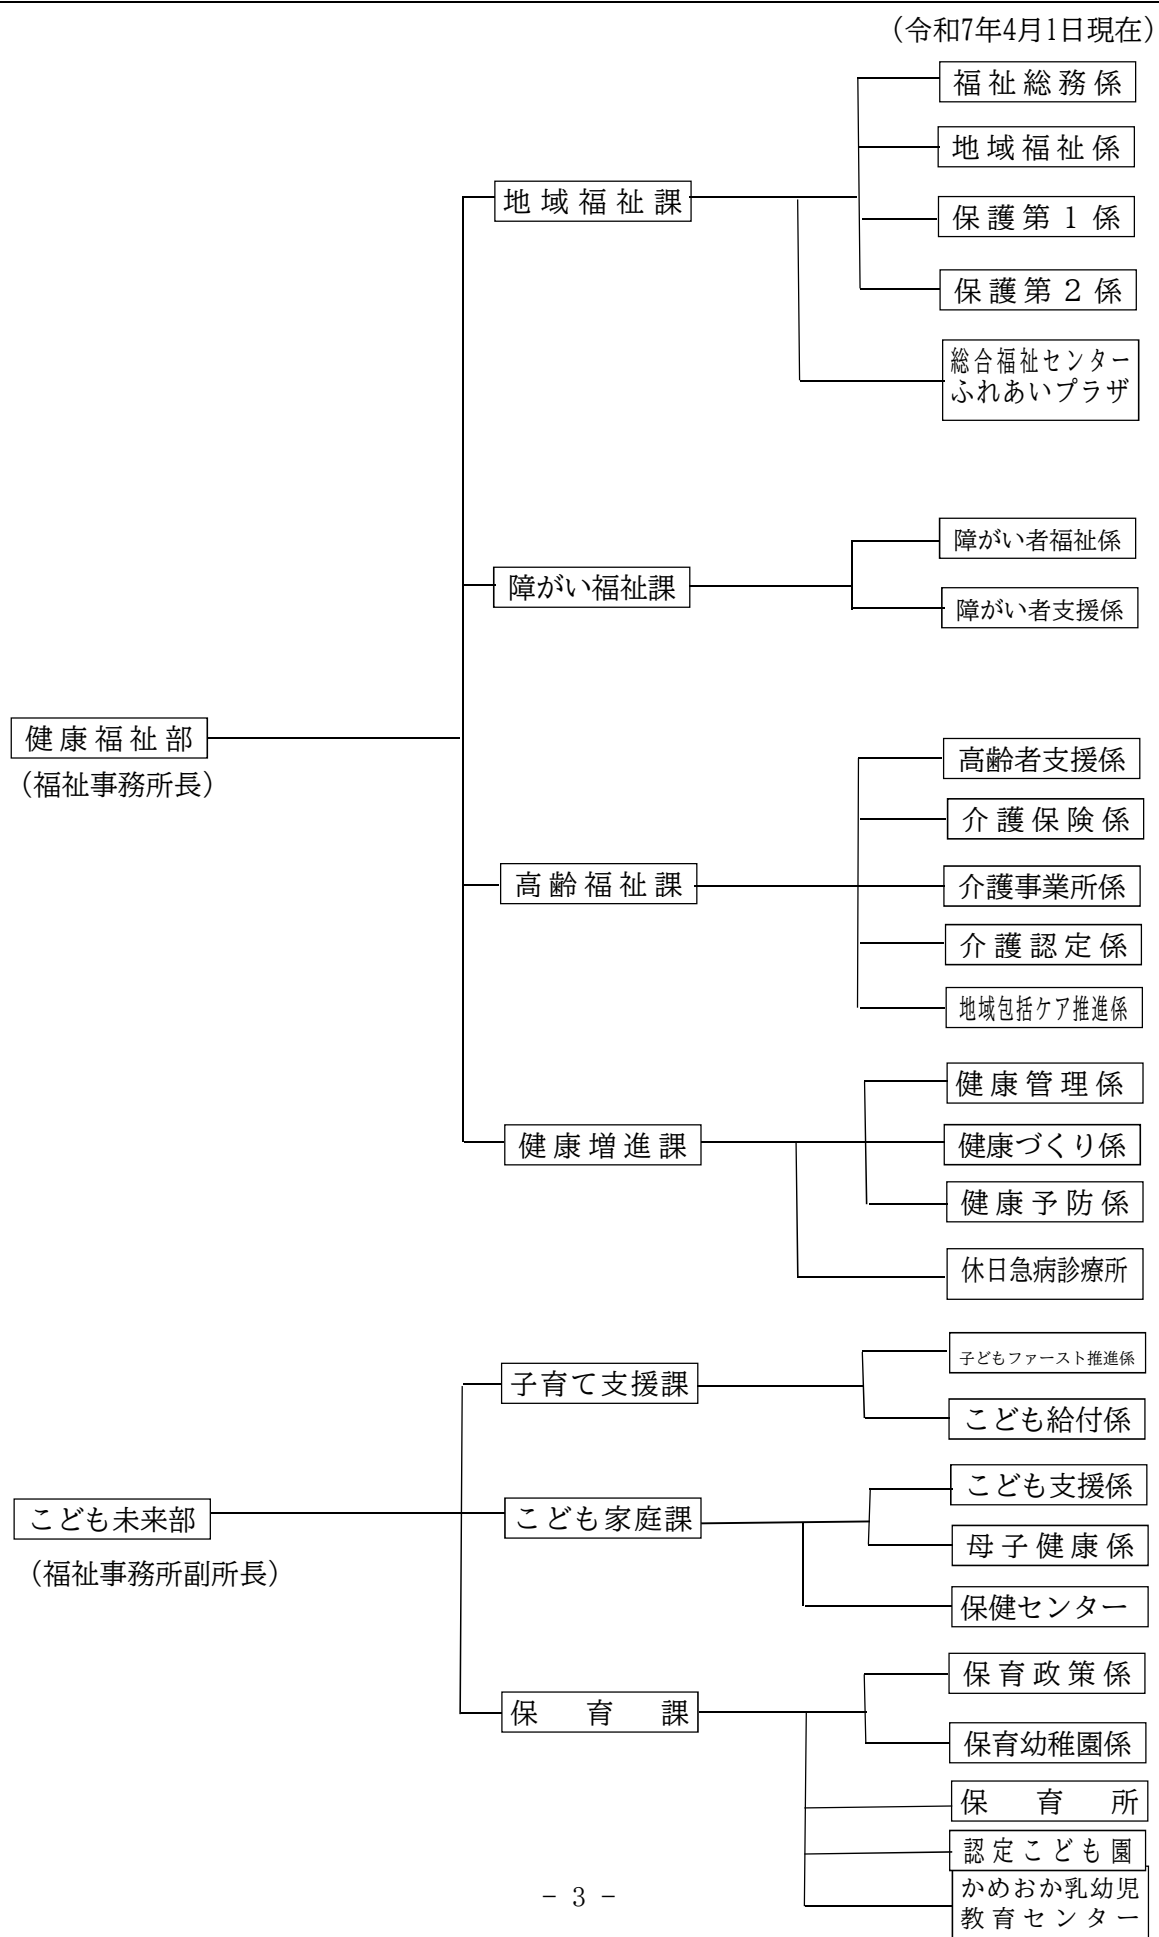 （令和7年4月1日現在）
福祉総務係
地域福祉係
地域福祉課
保護第１係
保護第２係
総合福祉センター
ふれあいプラザ
障がい者福祉係
障がい福祉課
障がい者支援係
健康福祉部
（福祉事務所長）
高齢者支援係
介護保険係
高齢福祉課
介護事業所係
介護認定係
地域包括ケア推進係
健康管理係
健康増進課
健康づくり係
健康予防係
休日急病診療所
子どもファースト推進係
子育て支援課
こども給付係
こども支援係
こども未来部
（福祉事務所副所長）
こども家庭課
母子健康係
保健センター
保育政策係
保育課
保育幼稚園係
保育所
認定こども園
かめおか乳幼児
教育センター
- 3 -